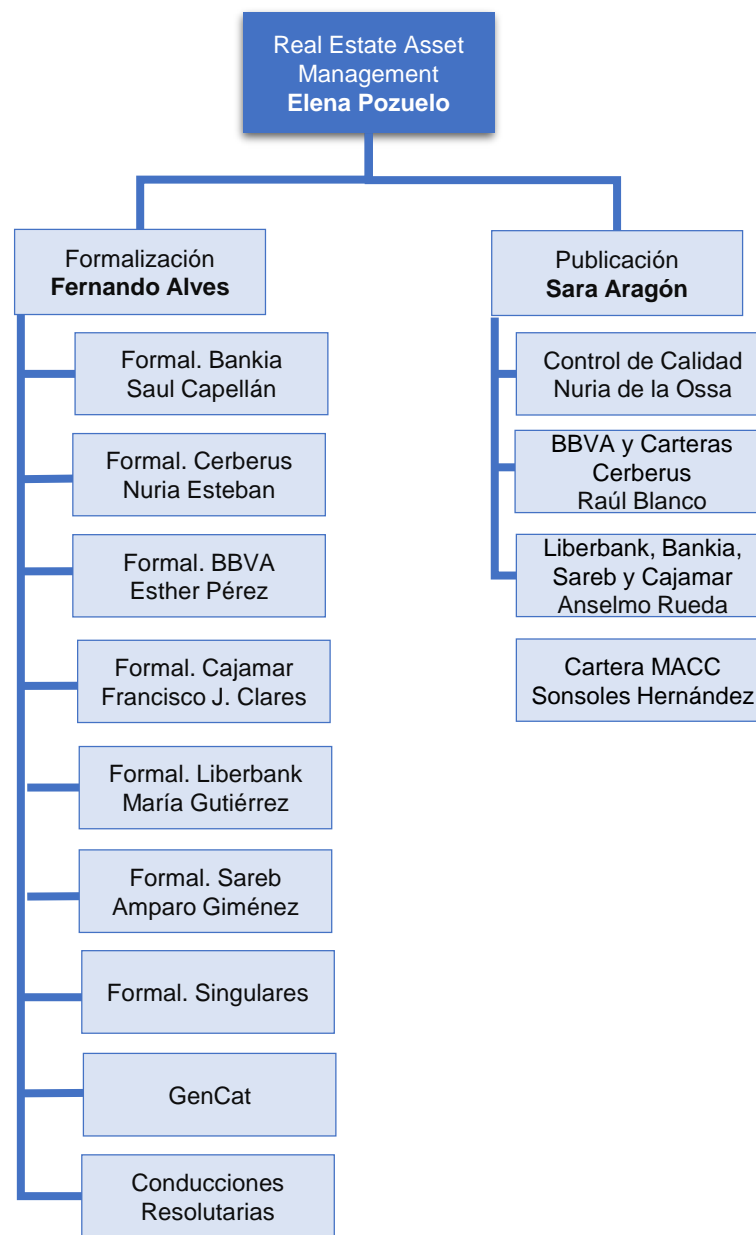 Real Estate Asset
Management
Elena Pozuelo
Formalización
Fernando Alves
Formal. Bankia
Saul Capellán
Formal. Cerberus
Nuria Esteban
Formal. BBVA
Esther Pérez
Formal. Cajamar
Francisco J. Clares
Formal. Liberbank
María Gutiérrez
Formal. Sareb
Amparo Giménez
Formal. Singulares
GenCat
Conducciones
Resolutarias
Publicación
Sara Aragón
Control de Calidad
Nuria de la Ossa
BBVA y Carteras
Cerberus
Raúl Blanco
Liberbank, Bankia,
Sareb y Cajamar
Anselmo Rueda
Cartera MACC
Sonsoles Hernández